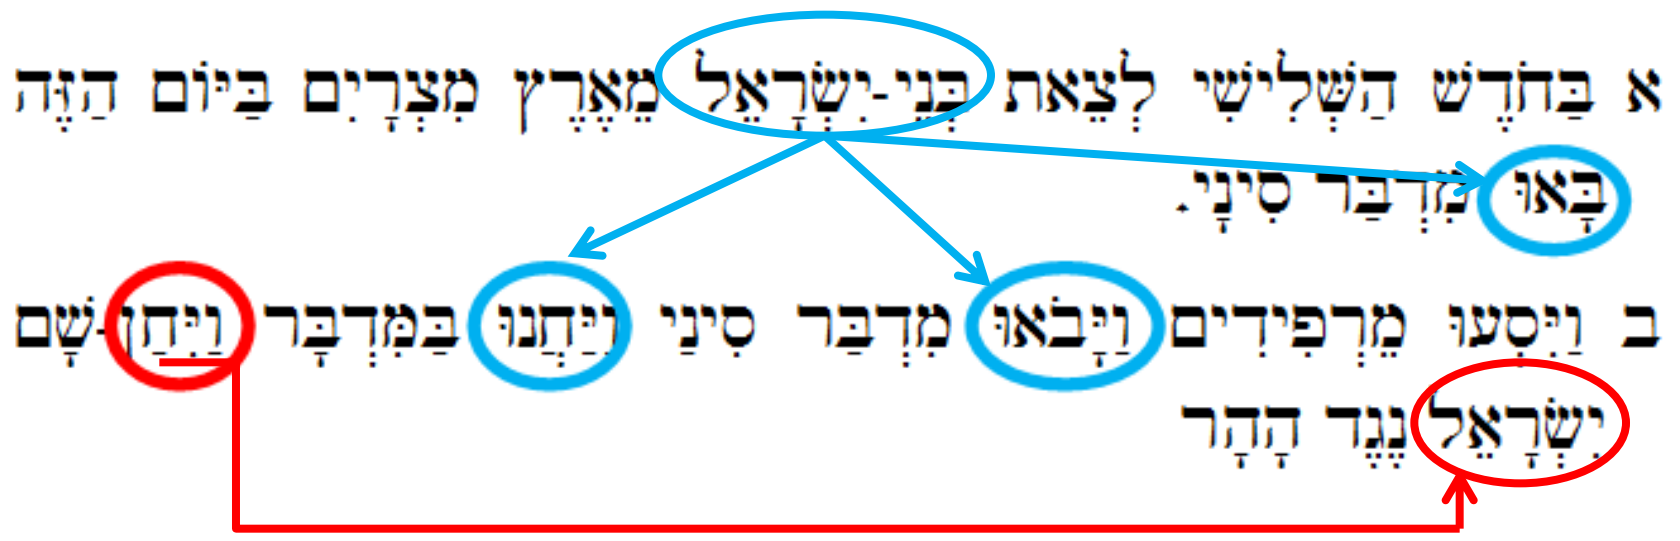 א בַּחֹדֶשׁ הַשְּׁלִישִׁי לְצֵאת בְּנֵי-יִשְׂרָאֵל מֵאֶרֶץ מִצְרָיִם בַּיּוֹם הַזֶּה
בָּאוּ מִדְבַּר סִינָי.
ב וַיִּסְעוּ מֵרְפִידִים וַיָּבֹאוּ מִדְבַּר סִינַי וַיַּחֲנוּ בַּמִּדְבָּר וַיִּחַן-שָׁם
יִשְׂרָאֵל נֶגֶד הָהָר